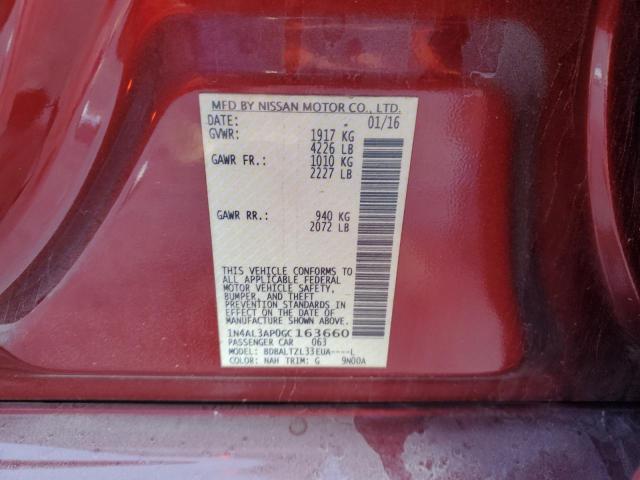 MFD BY NISSAN MOTOR CO., LTD.
DATE: 01/16
GVWR: 1917 KG
4226 LB
GAWR FR.: 1010 KG
2227 LB
GAWR RR.: 940 KG
2072 LB
THIS VEHICLE CONFORMS TO
ALL APPLICABLE FEDERAL
MOTOR VEHICLE SAFETY,
BUMPER, AND THEFT
PREVENTION STANDARDS IN
EFFECT ON THE DATE OF
MANUFACTURE SHOWN ABOVE.
1N4AL3AP0GC163660
PASSENGER CAR 063
MODEL: BDBALTZL33EUA----L
COLOR: NAH TRIM: G 9N00A